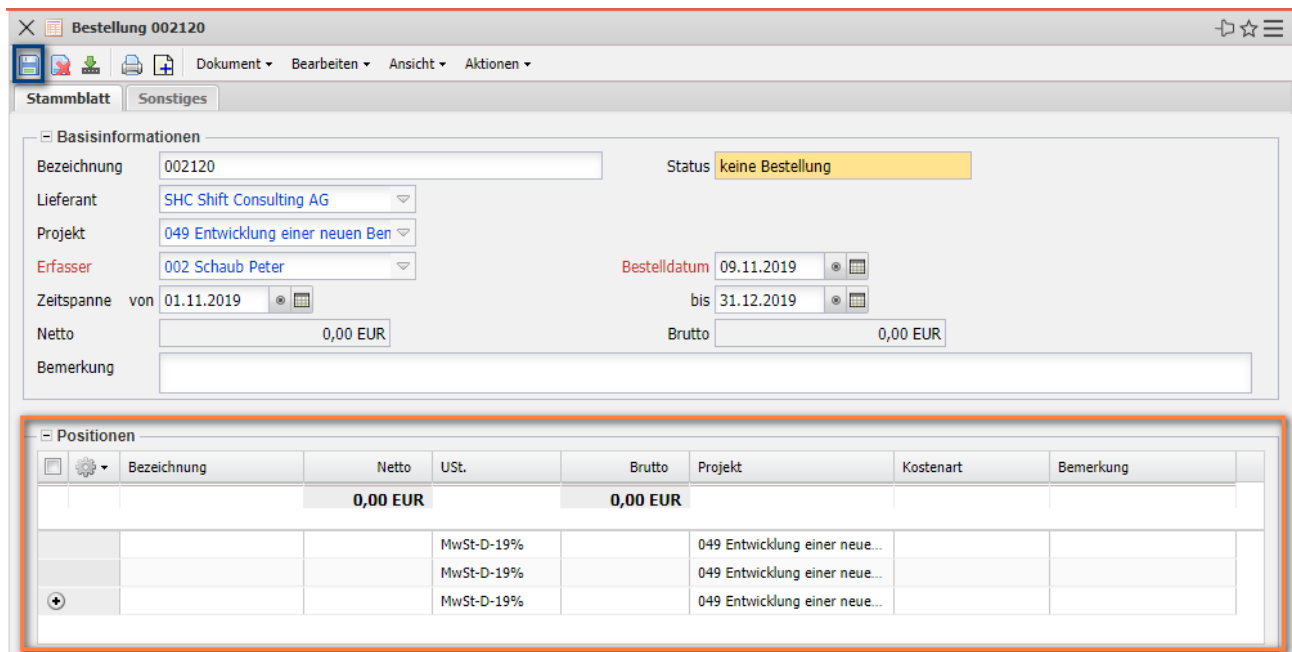 Bestellung 002120
Dokument Bearbeiten Ansicht Aktionen
Stammblatt Sonstiges
Basisinformationen
Bezeichnung 002120 Status keine Bestellung
Lieferant SHC Shift Consulting AG
Projekt 049 Entwicklung einer neuen Ben
Erfasser 002 Schaub Peter Bestelldatum 09.11.2019
Zeitspanne von 01.11.2019 bis 31.12.2019
Netto 0,00 EUR Brutto 0,00 EUR
Bemerkung
Positionen
Bezeichnung Netto USt. Brutto Projekt Kostenart Bemerkung
0,00 EUR 0,00 EUR
MwSt-D-19% 049 Entwicklung einer neue...
MwSt-D-19% 049 Entwicklung einer neue...
MwSt-D-19% 049 Entwicklung einer neue...